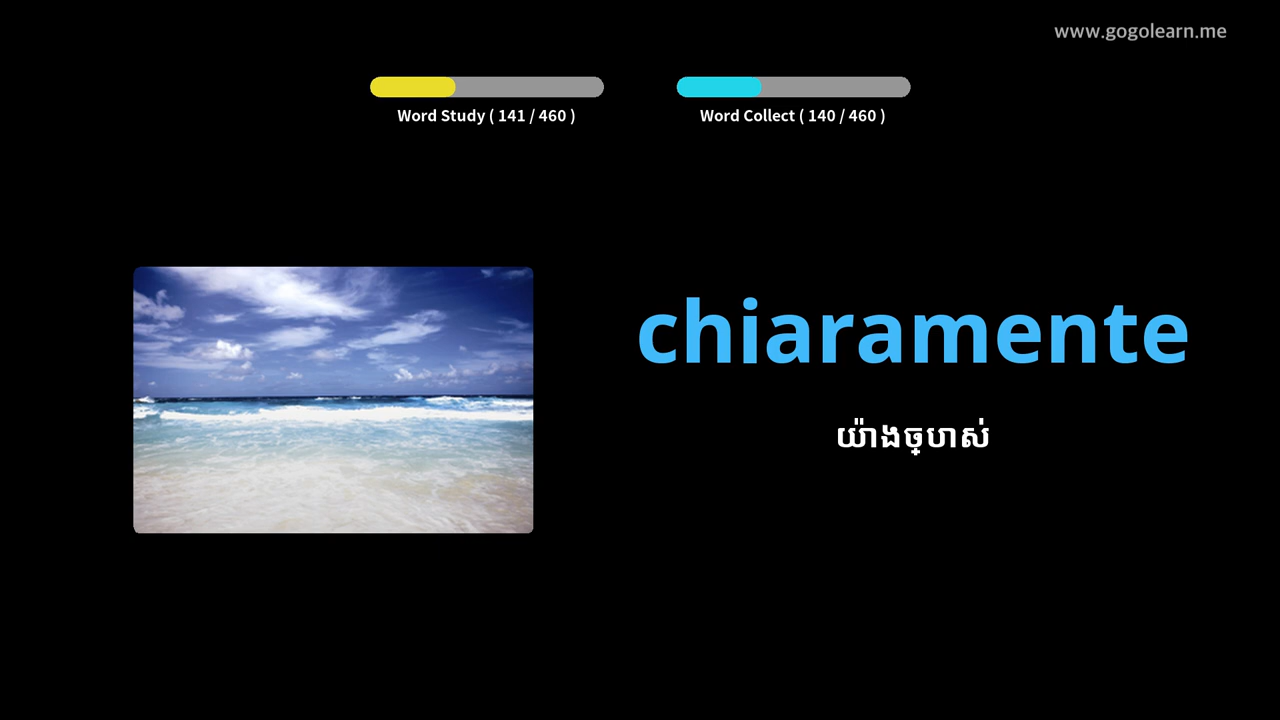 www.gogolearn.me
Word Study ( 141 / 460 )
Word Collect ( 140 / 460 )
chiaramente
យ៉ាងច្បាស់